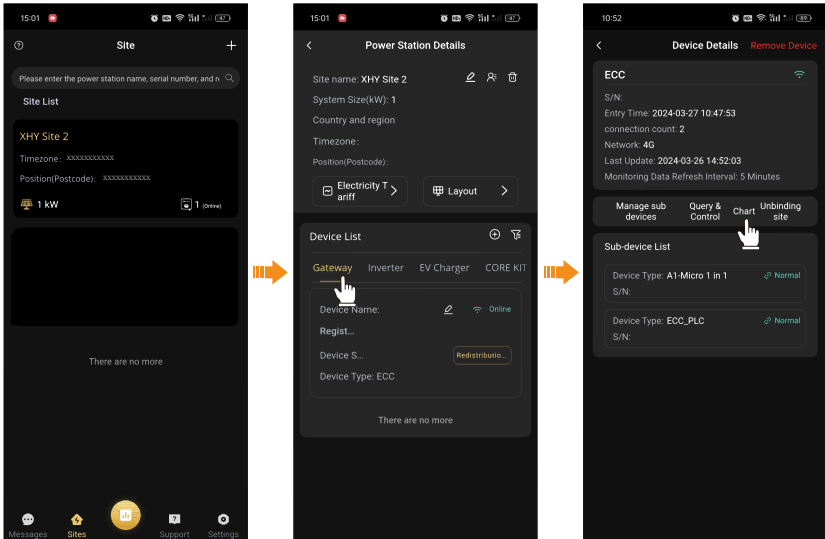 15:01
47
Site
Please enter the power station name, serial number, and r
Site List
XHY Site 2
Timezone: xxxxxxxxxxx
Position(Postcode): xxxxxxxxxxx
1 kW
1 (Online)
There are no more
Messages
Sites
Support
Settings
15:01
47
Power Station Details
Site name: XHY Site 2
System Size(kW): 1
Country and region
Timezone:
Position(Postcode):
Electricity T
ariff
Layout
Device List
Gateway Inverter EV Charger CORE KIT
Device Name:
Online
Regist...
Device S...
Redistributio...
Device Type: ECC
There are no more
10:52
89
Device Details
Remove Device
ECC
S/N:
Entry Time: 2024-03-27 10:47:53
connection count: 2
Network: 4G
Last Update: 2024-03-26 14:52:03
Monitoring Data Refresh Interval: 5 Minutes
Manage sub
devices
Query &
Control
Chart
Unbinding
site
Sub-device List
Device Type: A1-Micro 1 in 1
Normal
S/N:
Device Type: ECC_PLC
Normal
S/N: